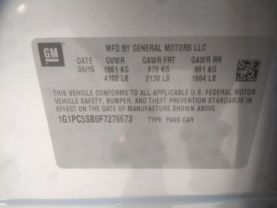 GM
MFD BY GENERAL MOTORS LLC
DATE GVWR GAWR FRT GAWR RR
05/15 1861 KG 970 KG 891 KG
4102 LB 2138 LB 1964 LB
THIS VEHICLE CONFORMS TO ALL APPLICABLE U.S. FEDERAL MOTOR
VEHICLE SAFETY, BUMPER, AND THEFT PREVENTION STANDARDS
IN EFFECT ON THE DATE OF MANUFACTURE SHOWN ABOVE.
1G1PC5SB0F7276673 TYPE: PASS CAR